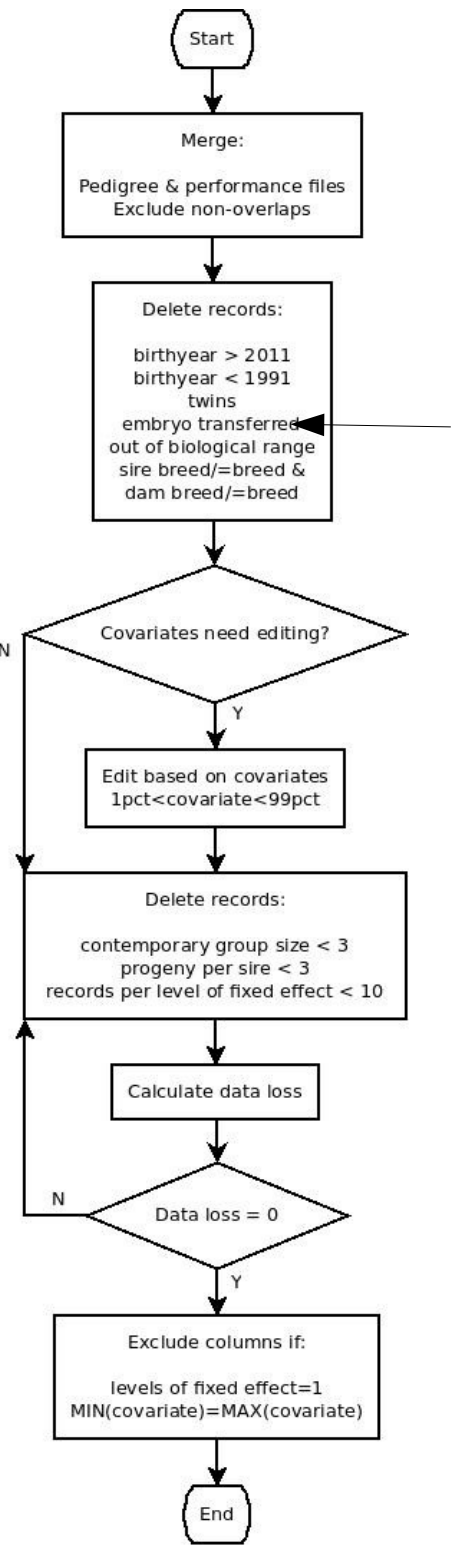 Start
Merge:
Pedigree & performance files
Exclude non-overlaps
Delete records:
birthyear > 2011
birthyear < 1991
twins
embryo transferred
out of biological range
sire breed/=breed &
dam breed/=breed
Covariates need editing?
N
Y
Edit based on covariates
1pct<covariate<99pct
Delete records:
contemporary group size < 3
progeny per sire < 3
records per level of fixed effect < 10
Calculate data loss
N
Data loss = 0
Y
Exclude columns if:
levels of fixed effect=1
MIN(covariate)=MAX(covariate)
End